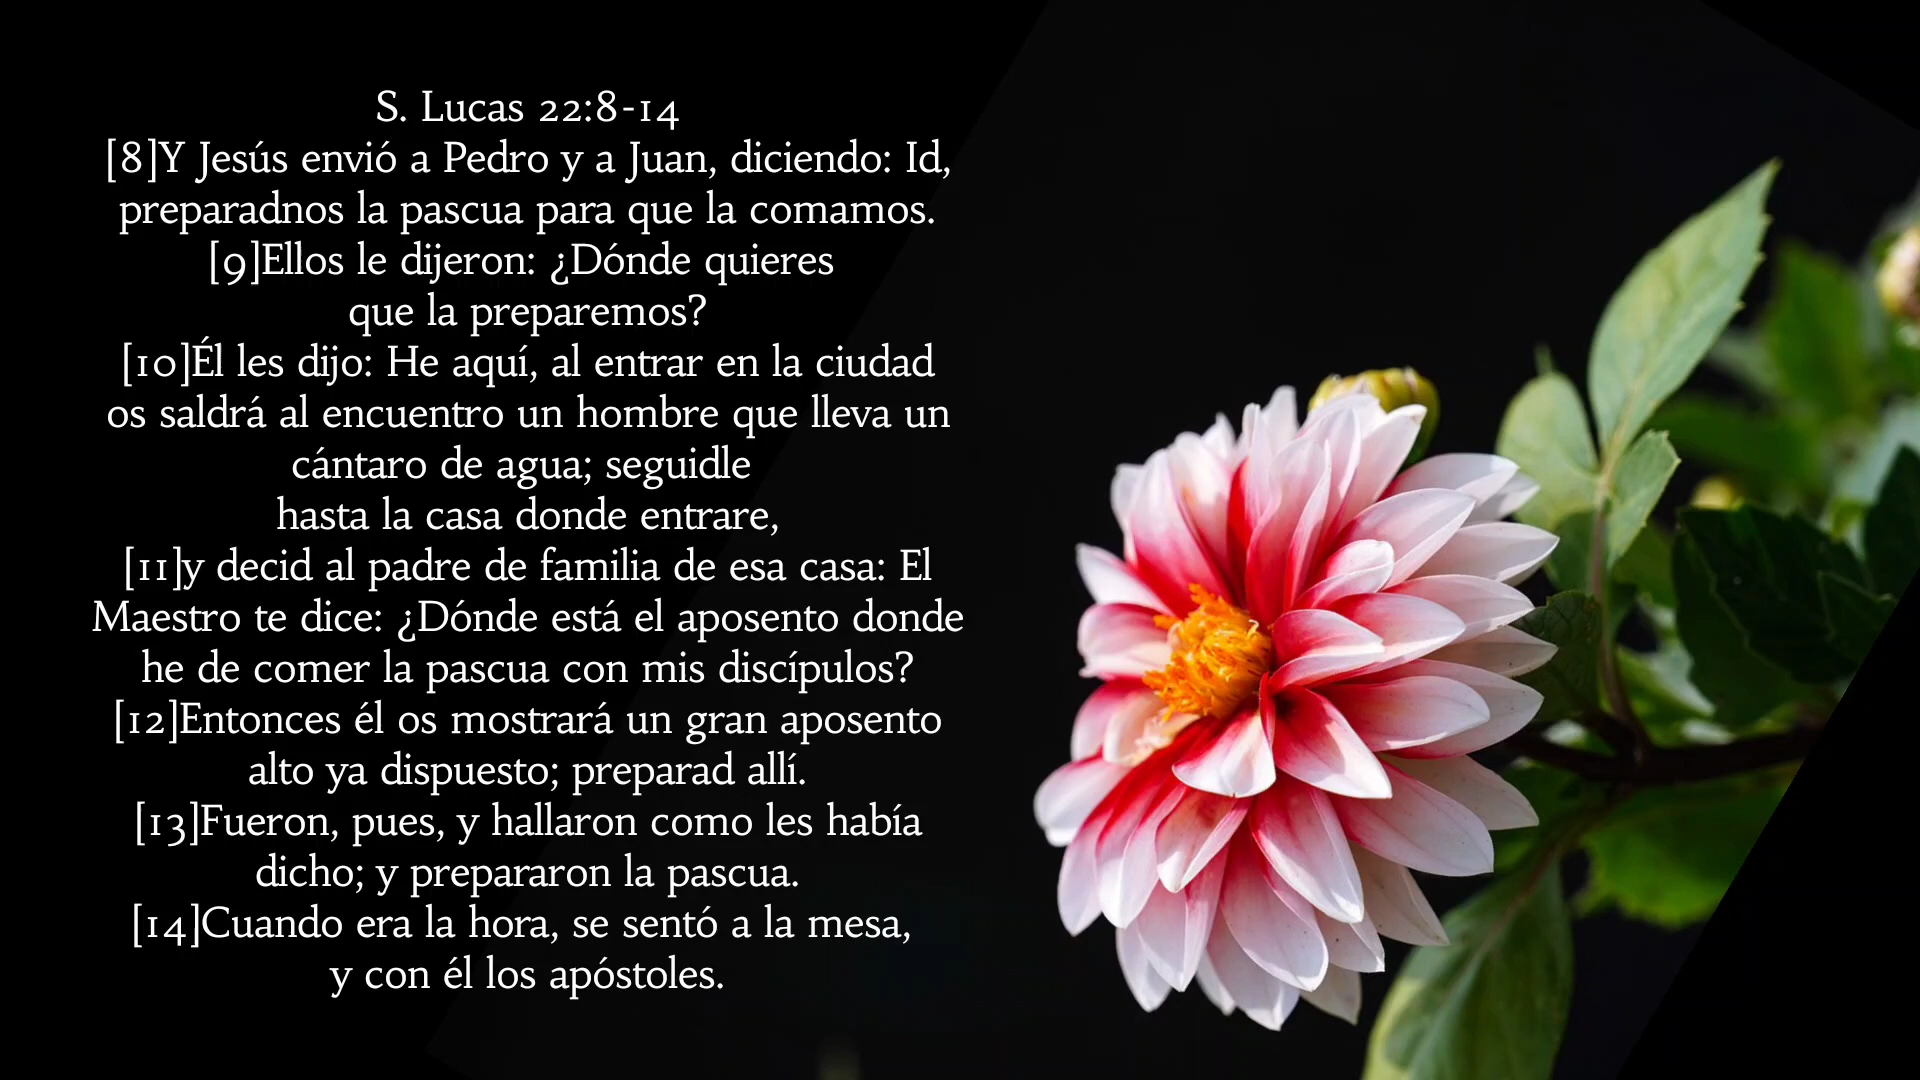 S. Lucas 22:8-14
[8]Y Jesús envió a Pedro y a Juan, diciendo: Id,
preparadnos la pascua para que la comamos.
[9]Ellos le dijeron: ¿Dónde quieres
que la preparemos?
[10]Él les dijo: He aquí, al entrar en la ciudad
os saldrá al encuentro un hombre que lleva un
cántaro de agua; seguidle
hasta la casa donde entrare,
[11]y decid al padre de familia de esa casa: El
Maestro te dice: ¿Dónde está el aposento donde
he de comer la pascua con mis discípulos?
[12]Entonces él os mostrará un gran aposento
alto ya dispuesto; preparad allí.
[13]Fueron, pues, y hallaron como les había
dicho; y prepararon la pascua.
[14]Cuando era la hora, se sentó a la mesa,
y con él los apóstoles.